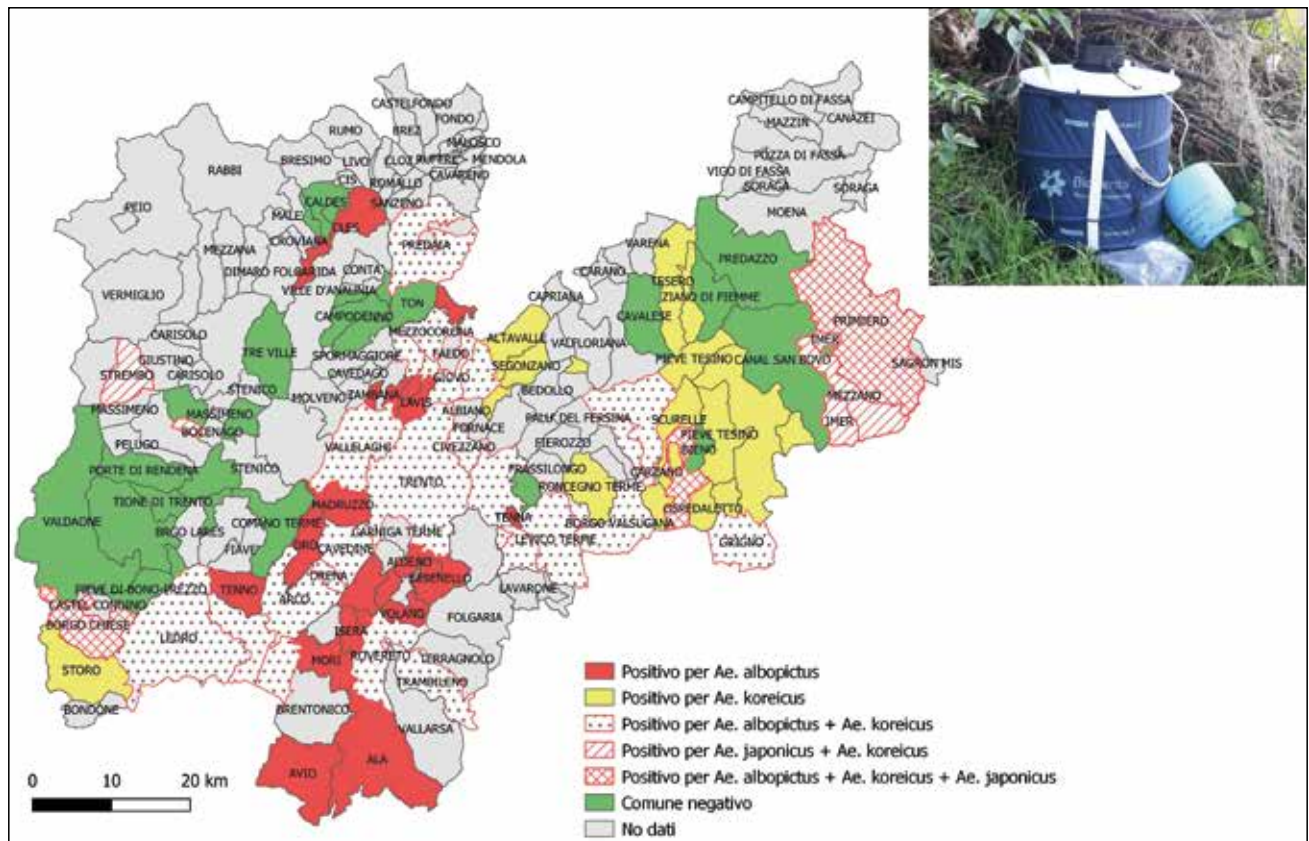 CASTELFONDO
FONDO
RUMO
BREZ
MALOSCO
BRESIMO
LIVO
CLOZ
RUFFRE - MENDOLA
RABBI
CIS
ROMALLO
CAVARENO
CALDES
SANZENO
PEIO
MALE
CLES
CROVIANA
PREDAIA
MEZZANA
DIMARO FOLGARIDA
CONTA
VILLE D'ANAUNIA
VERMIGLIO
TON
CAMPODENNO
CARISOLO
MEZZOCORONA
GIUSTINO
TRE VILLE
SPORMAGGIORE
FAEDO
STREMBO
CARISOLO
CAVEDAGO
GIOVO
STENICO
MOLVENO
ZAMBANA
LAVIS
MASSIMENO
MASSIMENO
ALBIANO
BOCENAGO
FORNACE
PELUGO
VALLELAGHI
CIVEZZANO
PORTE DI RENDENA
STENICO
TRENTO
TIONE DI TRENTO
MADRUZZO
VALDAONE
COMANO TERME
FIAVE
GARNIGA TERME
DRO
CAVEDINE
ALDENO
PIEVE DI BONO-PREZZO
TENNO
DRENA
BESENELLO
CASTEL CONDINO
ARCO
VOLANO
BORGO CHIESE
LEDRO
ISERA
FOLGARIA
STORO
MORI
ROVERETO
TERRAGNOLO
TRAMBILENO
BONDONE
BRENTONICO
VALLARSA
AVIO
ALA
CAMPITELLO DI FASSA
CANAZEI
MAZZIN
POZZA DI FASSA
VIGO DI FASSA
SORAGA
SORAGA
MOENA
VARENA
PREDAZZO
CARANO
TESERO
ZIANO DI FIEMME
CAPRIANA
CAVALESE
PRIMIERO
ALTAVALLE
VALFLORIANA
IMER
SEGONZANO
PIEVE TESINO
CANAL SAN BOVO
SAGRON MIS
BEDOLLO
MEZZANO
PALU' DEL FERSINA
SCURELLE
IMER
FIEROZZO
PIEVE TESINO
BIENO
FRASSILONGO
CARZANO
RONCEGNO TERME
TENNA
BORGO VALSUGANA
LEVICO TERME
GRIGNO
LAVARONE
Positivo per Ae. albopictus
Positivo per Ae. koreicus
Positivo per Ae. albopictus + Ae. koreicus
Positivo per Ae. japonicus + Ae. koreicus
Positivo per Ae. albopictus + Ae. koreicus + Ae. japonicus
Comune negativo
No dati
0 10 20 km